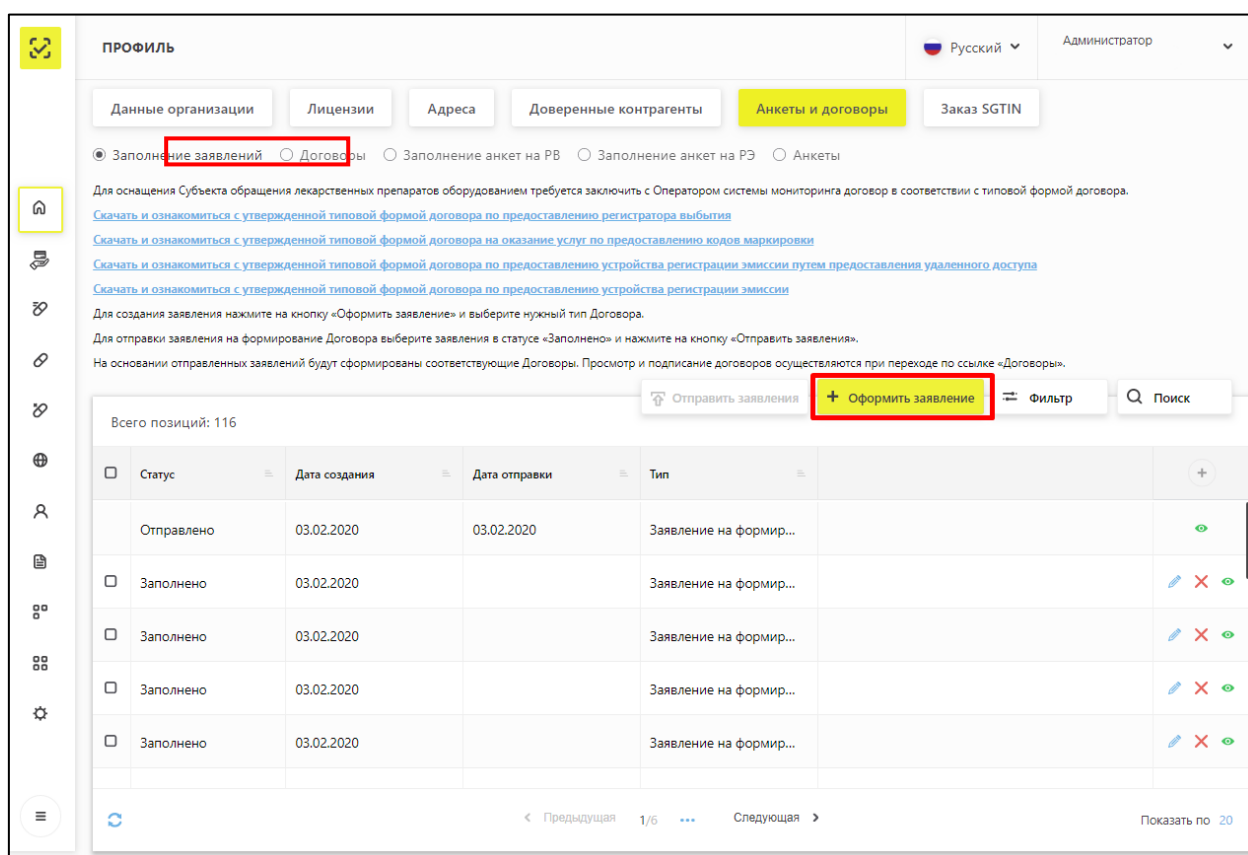 ПРОФИЛЬ
Русский
Администратор
Данные организации
Лицензии
Адреса
Доверенные контрагенты
Анкеты и договоры
Заказ SGTIN
Заполнение заявлений Договоры Заполнение анкет на РВ Заполнение анкет на РЭ Анкеты
Для оснащения Субъекта обращения лекарственных препаратов оборудованием требуется заключить с Оператором системы мониторинга договор в соответствии с типовой формой договора.
Скачать и ознакомиться с утвержденной типовой формой договора по предоставлению регистратора выбытия
Скачать и ознакомиться с утвержденной типовой формой договора на оказание услуг по предоставлению кодов маркировки
Скачать и ознакомиться с утвержденной типовой формой договора по предоставлению устройства регистрации эмиссии путем предоставления удаленного доступа
Скачать и ознакомиться с утвержденной типовой формой договора по предоставлению устройства регистрации эмиссии
Для создания заявления нажмите на кнопку «Оформить заявление» и выберите нужный тип Договора.
Для отправки заявления на формирование Договора выберите заявления в статусе «Заполнено» и нажмите на кнопку «Отправить заявления».
На основании отправленных заявлений будут сформированы соответствующие Договоры. Просмотр и подписание договоров осуществляются при переходе по ссылке «Договоры».
Отправить заявления
+ Оформить заявление
Фильтр
Поиск
Всего позиций: 116
Статус Дата создания Дата отправки Тип +
Отправлено 03.02.2020 03.02.2020 Заявление на формир...
Заполнено 03.02.2020 Заявление на формир...
Заполнено 03.02.2020 Заявление на формир...
Заполнено 03.02.2020 Заявление на формир...
Заполнено 03.02.2020 Заявление на формир...
Предыдущая 1/6 ... Следующая Показать по 20